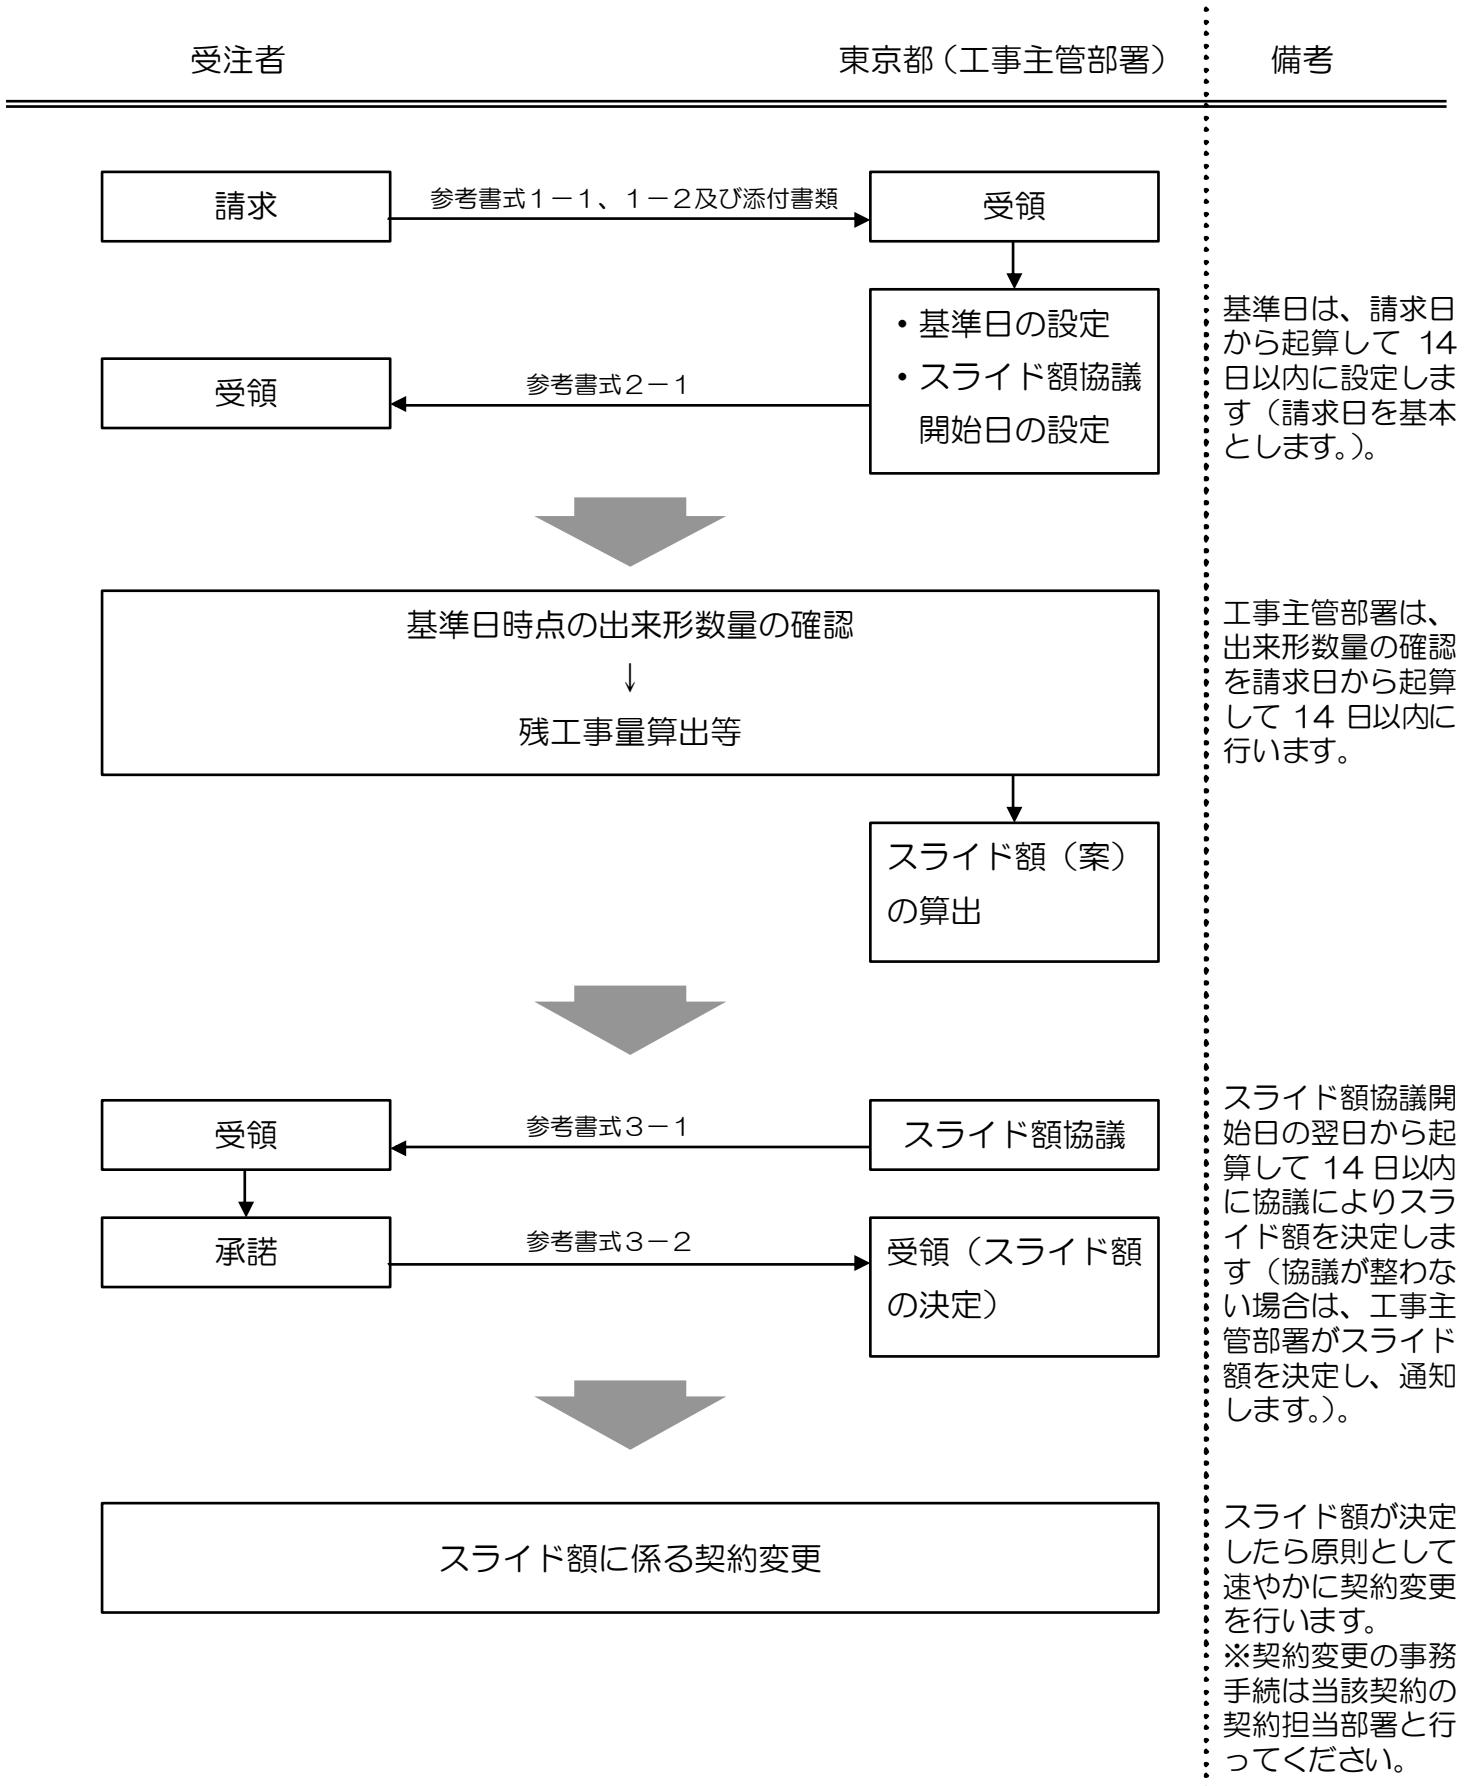 受注者
東京都（工事主管部署）
備考
請求
参考書式１－１、１－２及び添付書類
受領
・基準日の設定
・スライド額協議
開始日の設定
受領
参考書式２－１
基準日は、請求日
から起算して 14
日以内に設定しま
す（請求日を基本
とします。）。
基準日時点の出来形数量の確認
↓
残工事量算出等
工事主管部署は、
出来形数量の確認
を請求日から起算
して 14 日以内に
行います。
スライド額（案）
の算出
受領
参考書式３－１
スライド額協議
承諾
参考書式３－２
受領（スライド額
の決定）
スライド額協議開
始日の翌日から起
算して 14 日以内
に協議によりスラ
イド額を決定しま
す（協議が整わな
い場合は、工事主
管部署がスライド
額を決定し、通知
します。）。
スライド額に係る契約変更
スライド額が決定
したら原則として
速やかに契約変更
を行います。
※契約変更の事務
手続は当該契約の
契約担当部署と行
ってください。